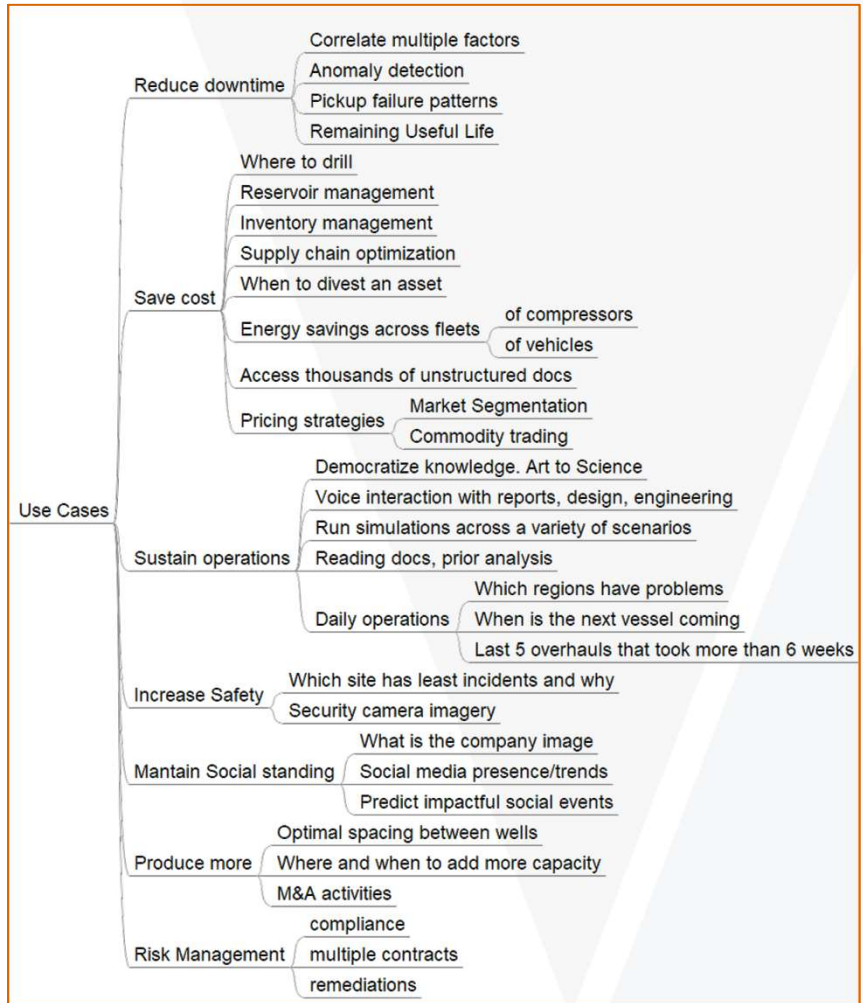 Correlate multiple factors
Anomaly detection
Reduce downtime
Pickup failure patterns
Remaining Useful Life
Where to drill
Reservoir management
Inventory management
Supply chain optimization
When to divest an asset
Save cost
of compressors
Energy savings across fleets
of vehicles
Access thousands of unstructured docs
Market Segmentation
Pricing strategies
Commodity trading
Democratize knowledge. Art to Science
Voice interaction with reports, design, engineering
Use Cases
Run simulations across a variety of scenarios
Sustain operations
Reading docs, prior analysis
Which regions have problems
Daily operations
When is the next vessel coming
Last 5 overhauls that took more than 6 weeks
Which site has least incidents and why
Increase Safety
Security camera imagery
What is the company image
Mantain Social standing
Social media presence/trends
Predict impactful social events
Optimal spacing between wells
Produce more
Where and when to add more capacity
M&A activities
compliance
Risk Management
multiple contracts
remediations